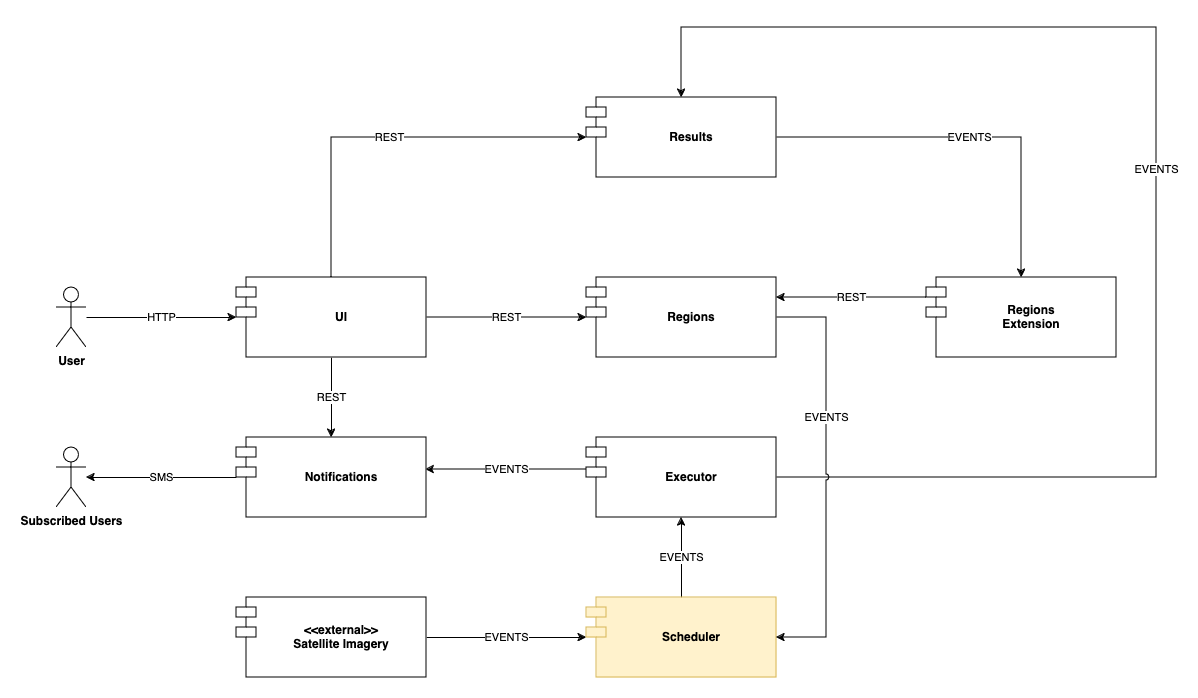 Results
REST
EVENTS
EVENTS
User
HTTP
UI
REST
Regions
REST
Regions
Extension
REST
EVENTS
Subscribed Users
SMS
Notifications
EVENTS
Executor
EVENTS
<<external>>
Satellite Imagery
EVENTS
Scheduler